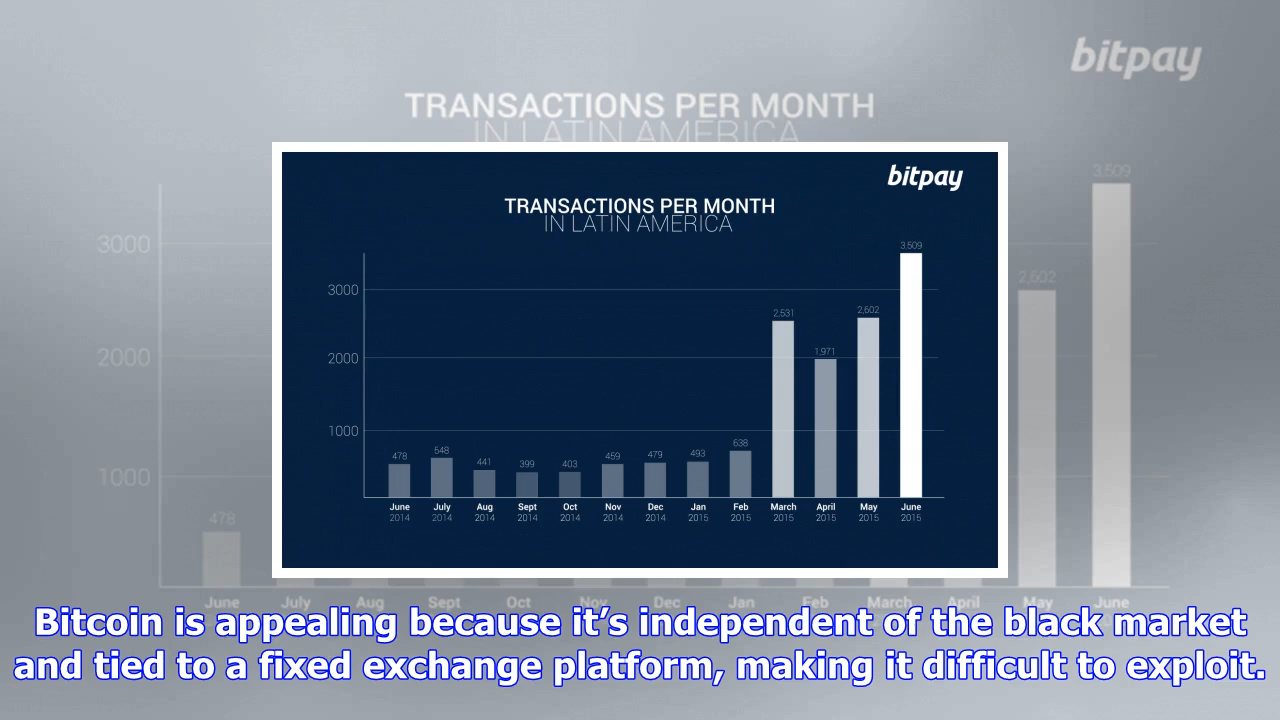 bitpay
TRANSACTIONS PER MONTH
IN LATIN AMERICA
3,509
3000
2,602
2000
1000
478
June July Aug Sept Oct Nov Dec Jan Feb March April May June
bitpay
TRANSACTIONS PER MONTH
IN LATIN AMERICA
3000
2000
1000
478 548 441 399 403 459 479 493 638 2,531 1,971 2,602 3,509
June July Aug Sept Oct Nov Dec Jan Feb March April May June
2014 2014 2014 2014 2014 2014 2014 2015 2015 2015 2015 2015 2015
Bitcoin is appealing because it’s independent of the black market
and tied to a fixed exchange platform, making it difficult to exploit.